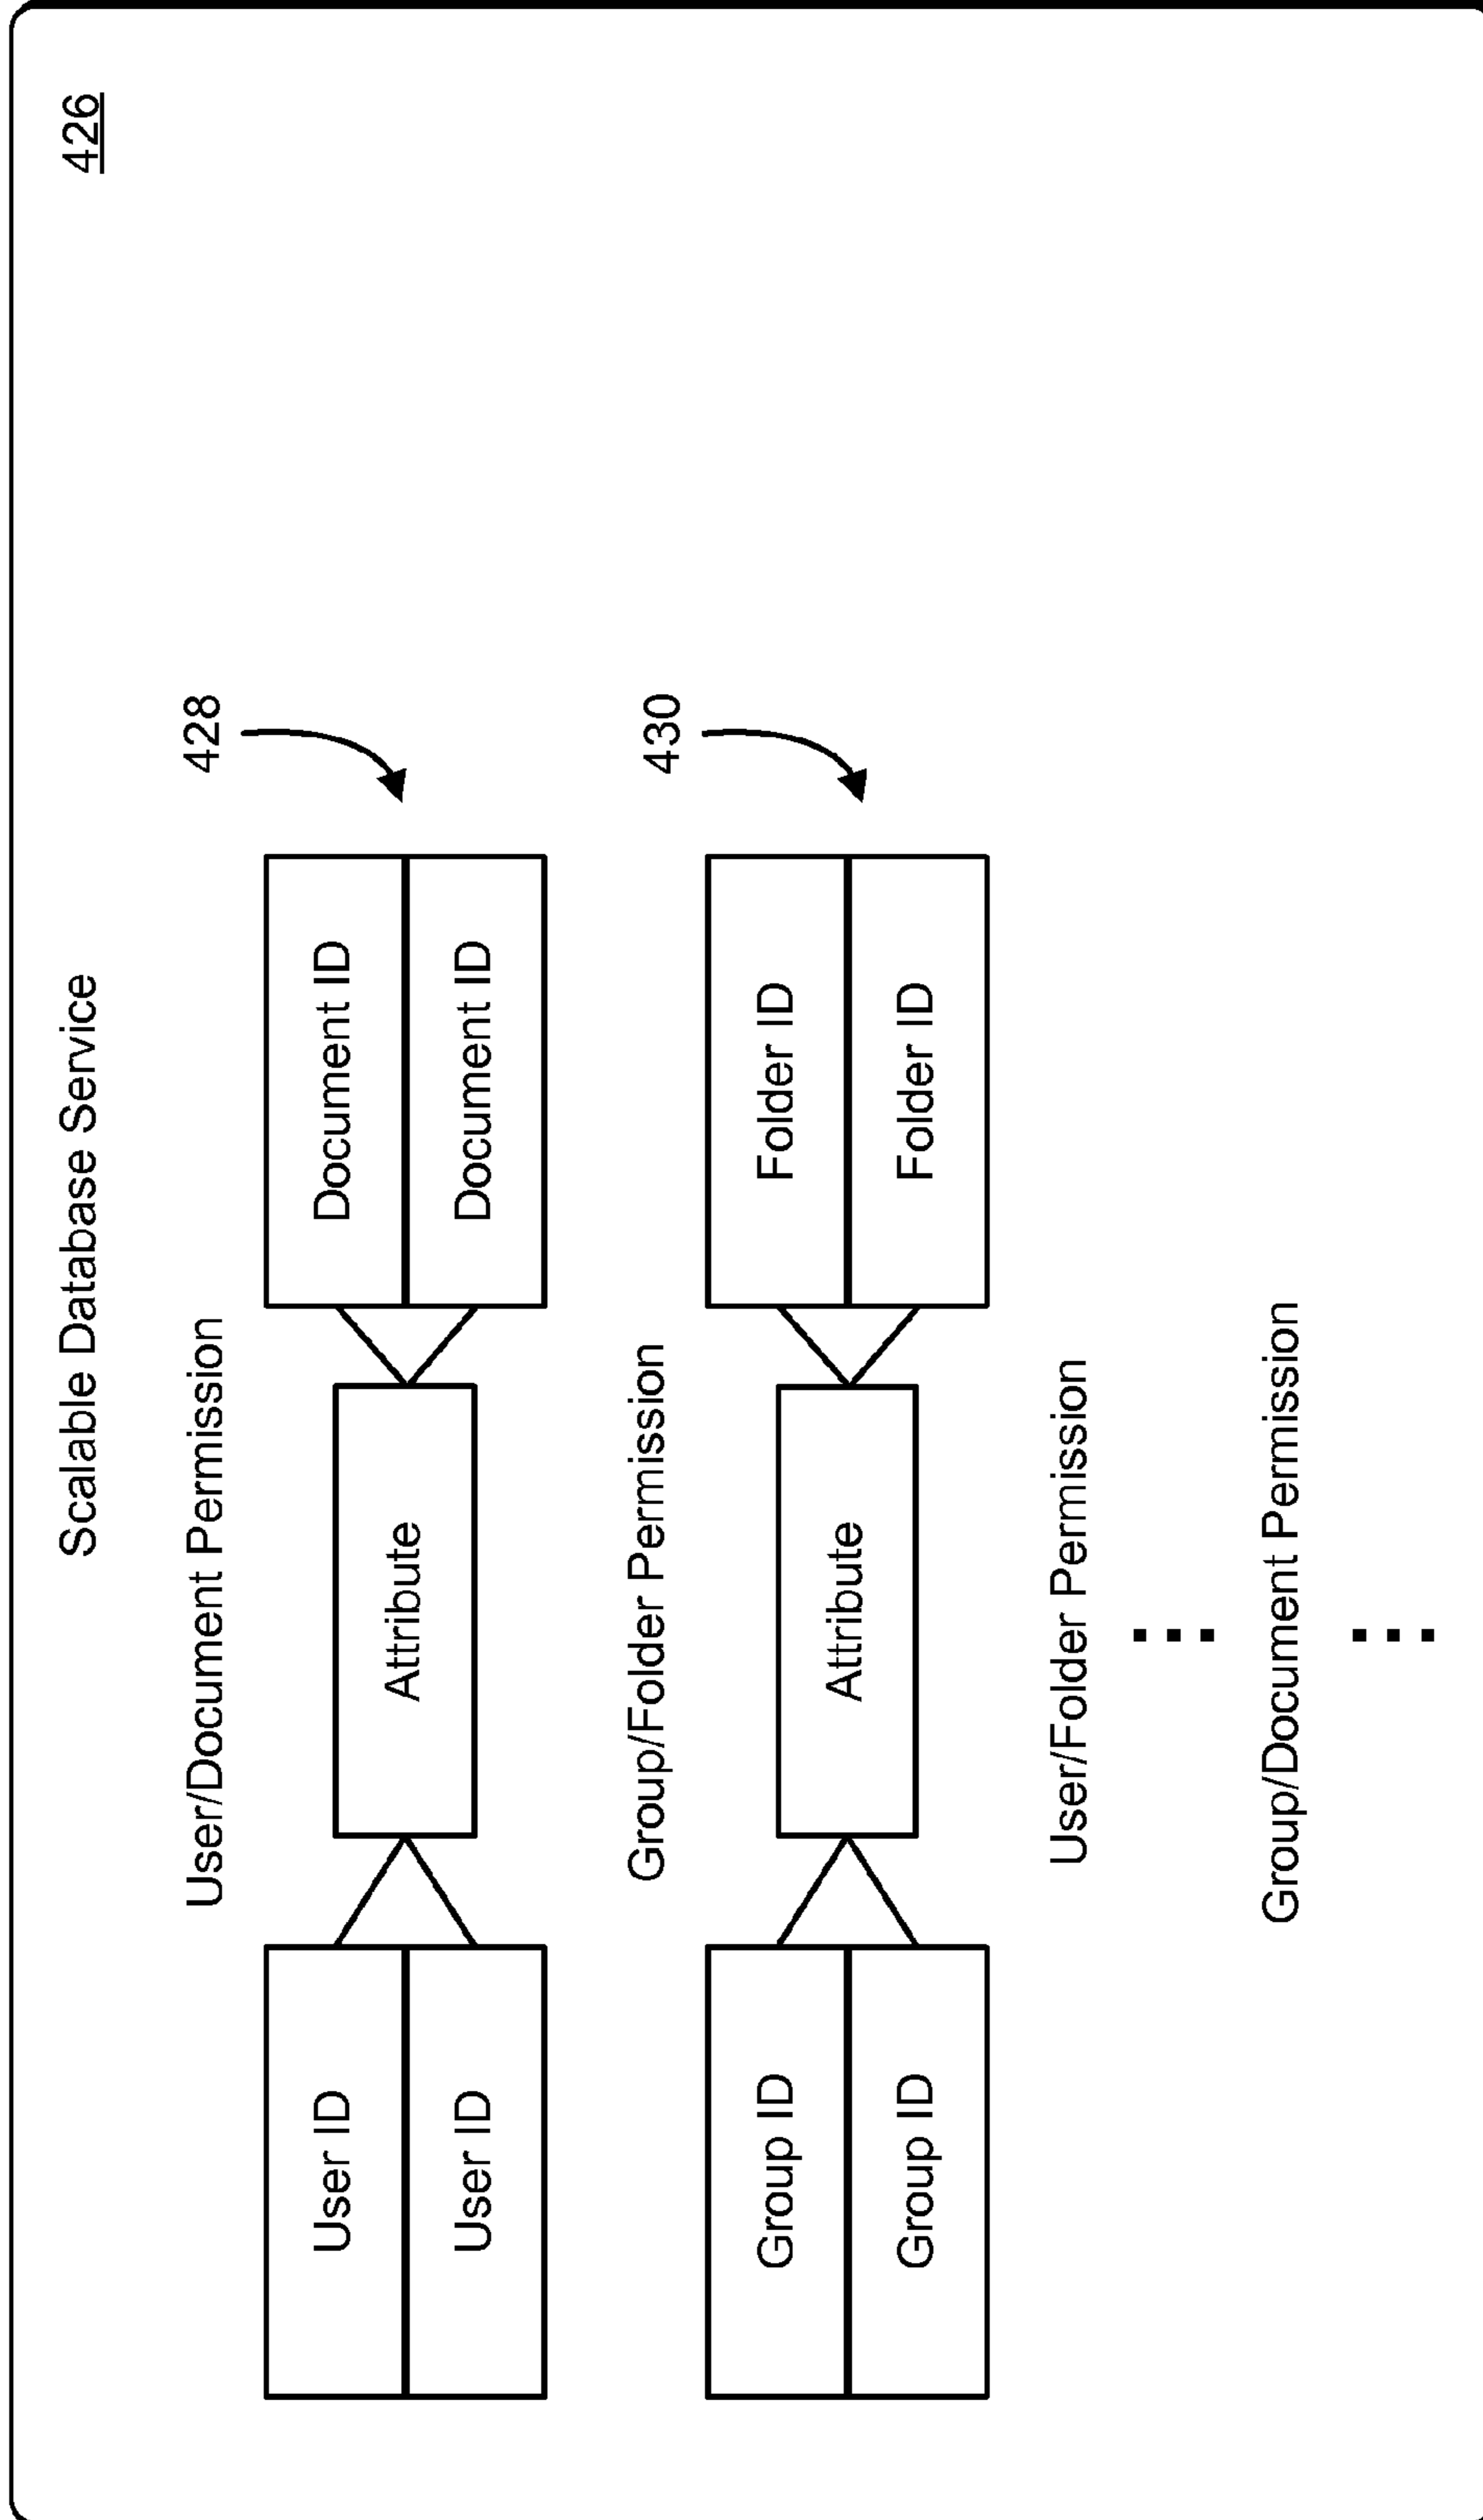 Scalable Database Service
426
User/Document Permission
428
User ID
Attribute
Document ID
User ID
Document ID
Group/Folder Permission
430
Group ID
Attribute
Folder ID
Group ID
Folder ID
User/Folder Permission
Group/Document Permission